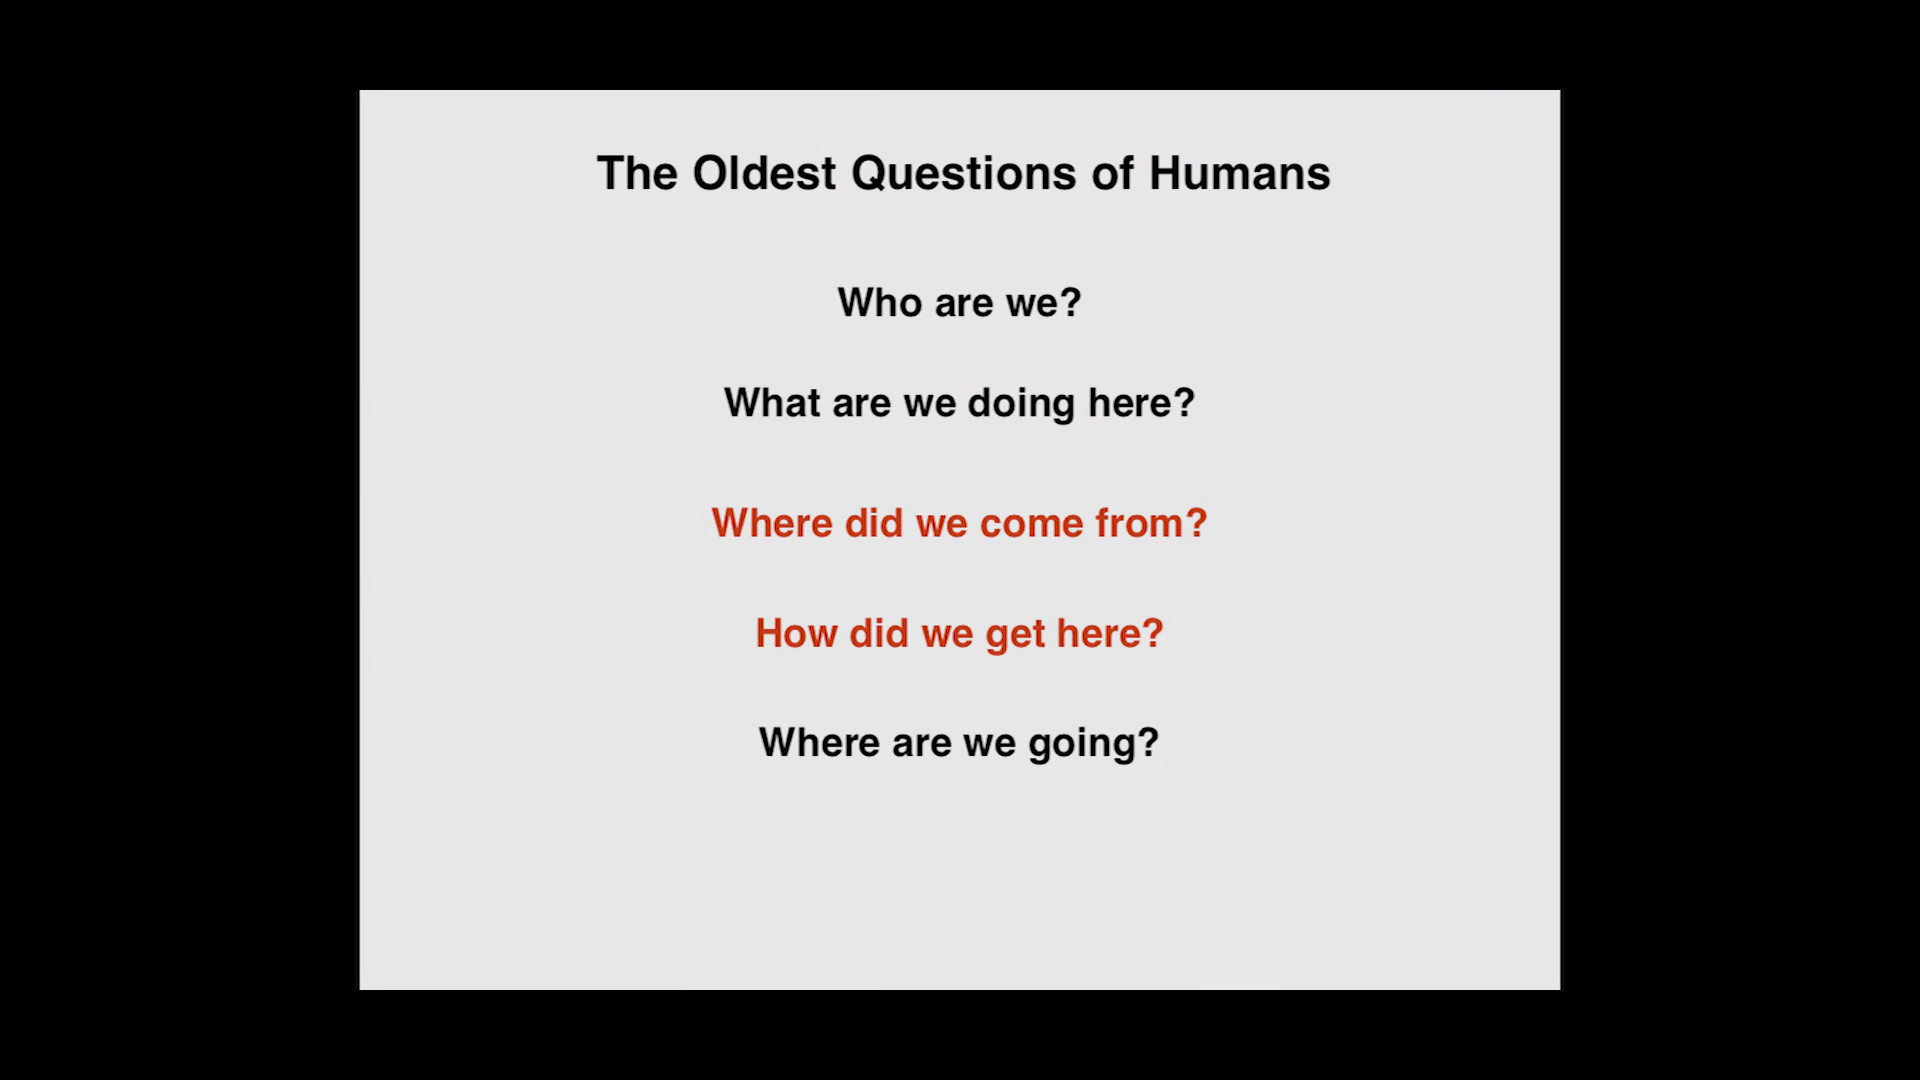 The Oldest Questions of Humans
Who are we?
What are we doing here?
Where did we come from?
How did we get here?
Where are we going?